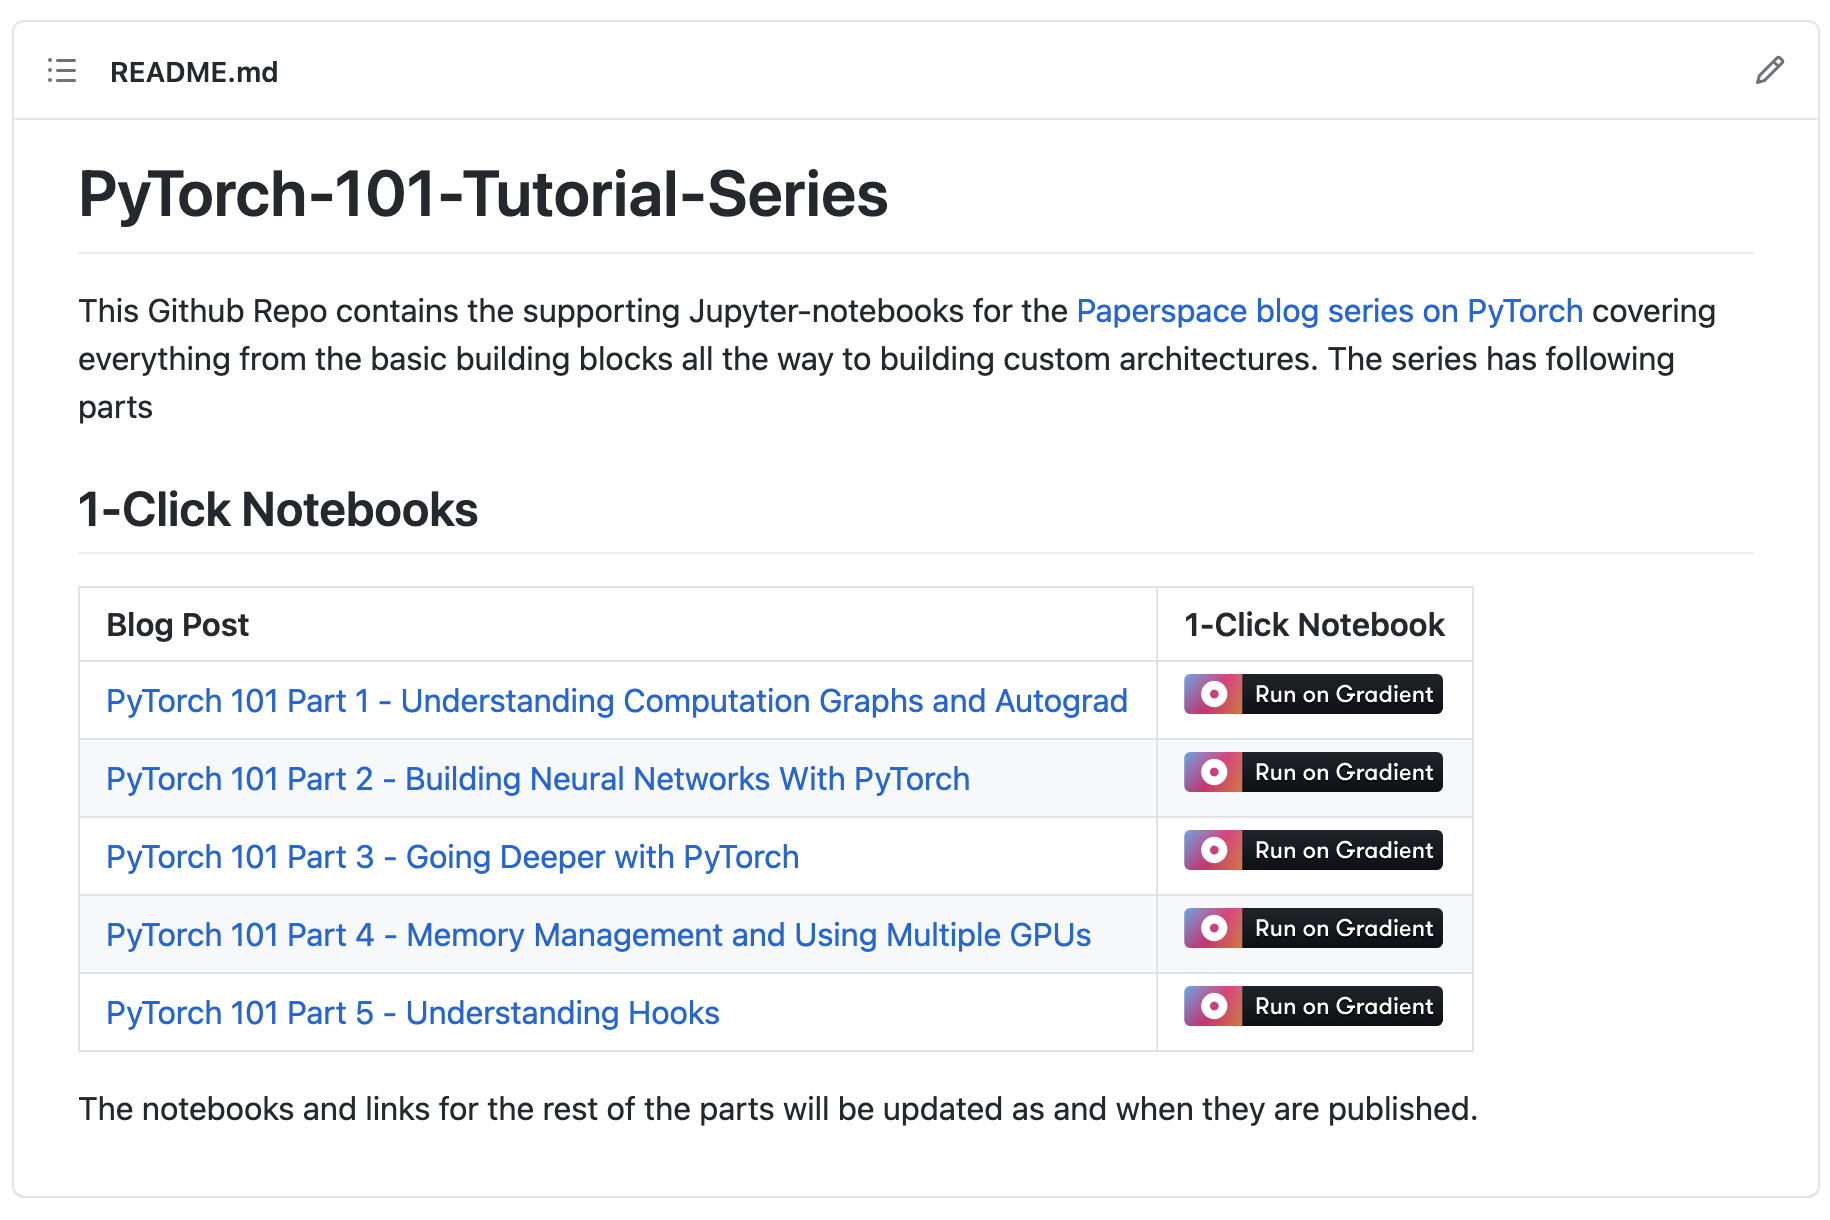 README.md
PyTorch-101-Tutorial-Series
This Github Repo contains the supporting Jupyter-notebooks for the Paperspace blog series on PyTorch covering
everything from the basic building blocks all the way to building custom architectures. The series has following
parts
1-Click Notebooks
Blog Post 1-Click Notebook
PyTorch 101 Part 1 - Understanding Computation Graphs and Autograd Run on Gradient
PyTorch 101 Part 2 - Building Neural Networks With PyTorch Run on Gradient
PyTorch 101 Part 3 - Going Deeper with PyTorch Run on Gradient
PyTorch 101 Part 4 - Memory Management and Using Multiple GPUs Run on Gradient
PyTorch 101 Part 5 - Understanding Hooks Run on Gradient
The notebooks and links for the rest of the parts will be updated as and when they are published.